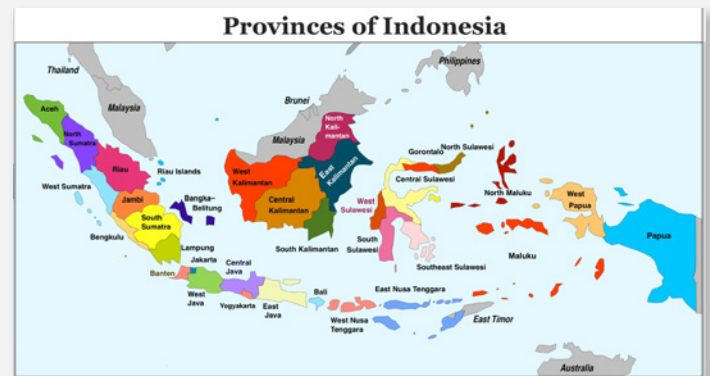 Provinces of Indonesia
Thailand
Malaysia
Philippines
Brunei
Malaysia
Aceh
North
Sumatra
Riau
Riau Islands
West Sumatra
Jambi
Bangka–
Belitung
South
Sumatra
Bengkulu
Lampung
Jakarta
Banten
West
Java
Central
Java
Yogyakarta
East
Java
Bali
West Nusa
Tenggara
East Nusa Tenggara
East Timor
North
Kali-
mantan
West
Kalimantan
East
Kalimantan
Central
Kalimantan
South Kalimantan
Gorontalo
North Sulawesi
Central Sulawesi
West
Sulawesi
South
Sulawesi
Southeast Sulawesi
North Maluku
Maluku
West
Papua
Papua
Australia